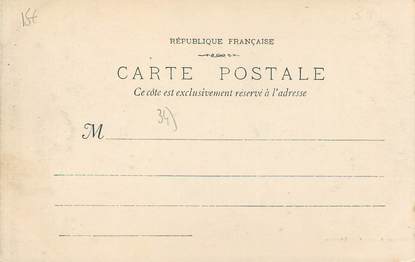 15€
RÉPUBLIQUE FRANÇAISE
CARTE POSTALE
Ce côté est exclusivement réservé à l'adresse
34)
M